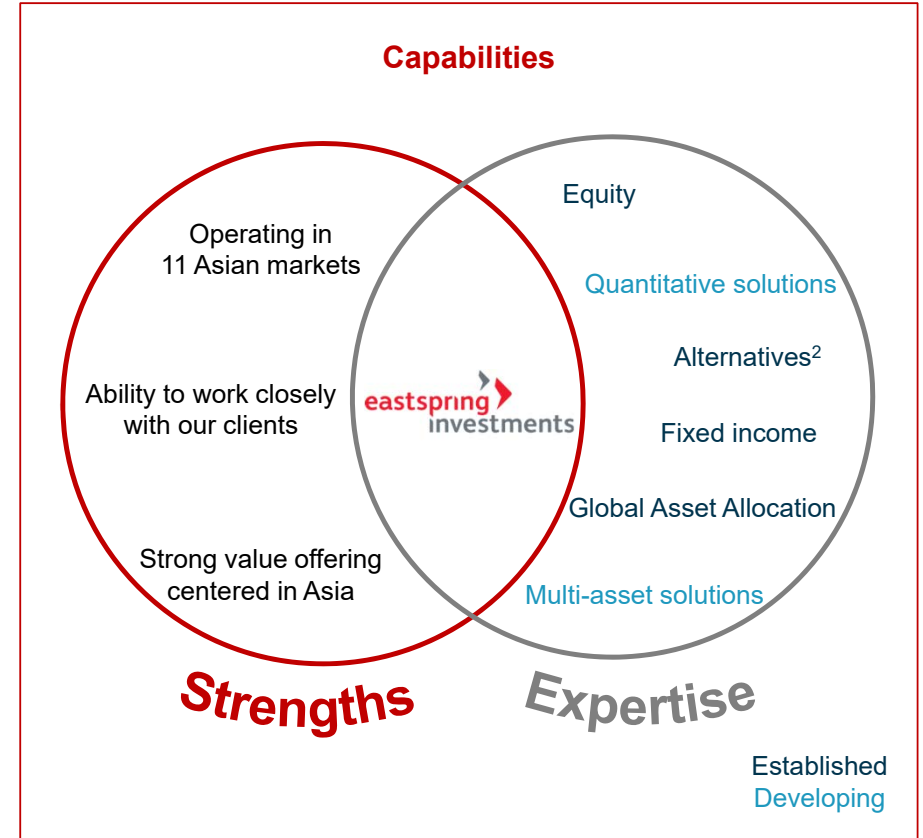 Capabilities
Operating in
11 Asian markets
Ability to work closely
with our clients
Strong value offering
centered in Asia
eastspring
investments
Equity
Quantitative solutions
Alternatives²
Fixed income
Global Asset Allocation
Multi-asset solutions
Strengths
Expertise
Established
Developing